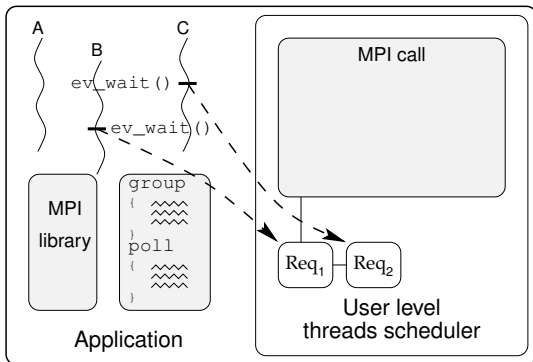 A
B
C
ev_wait()
ev_wait()
MPI
library
group
{
}
poll
{
}
Application
MPI call
Req1
Req2
User level
threads scheduler